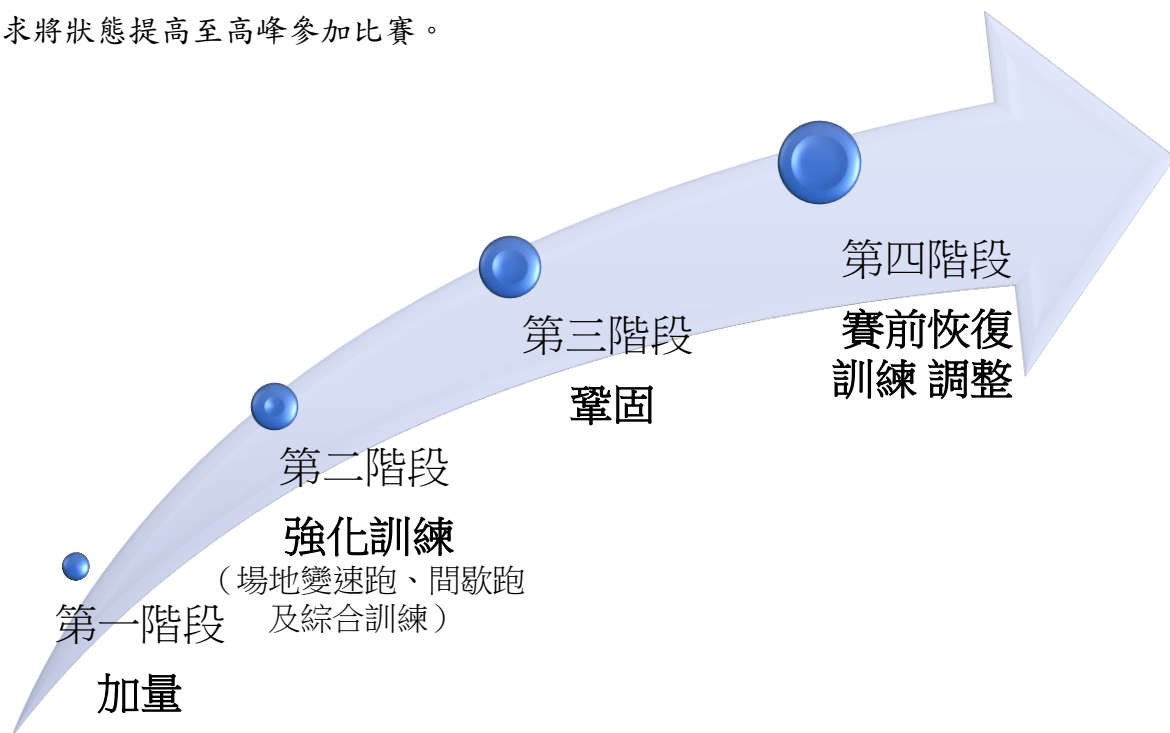 求將狀態提高至高峰參加比賽。
第一階段
加量
第二階段
強化訓練
（場地變速跑、間歇跑
及綜合訓練）
第三階段
鞏固
第四階段
賽前恢復
訓練 調整